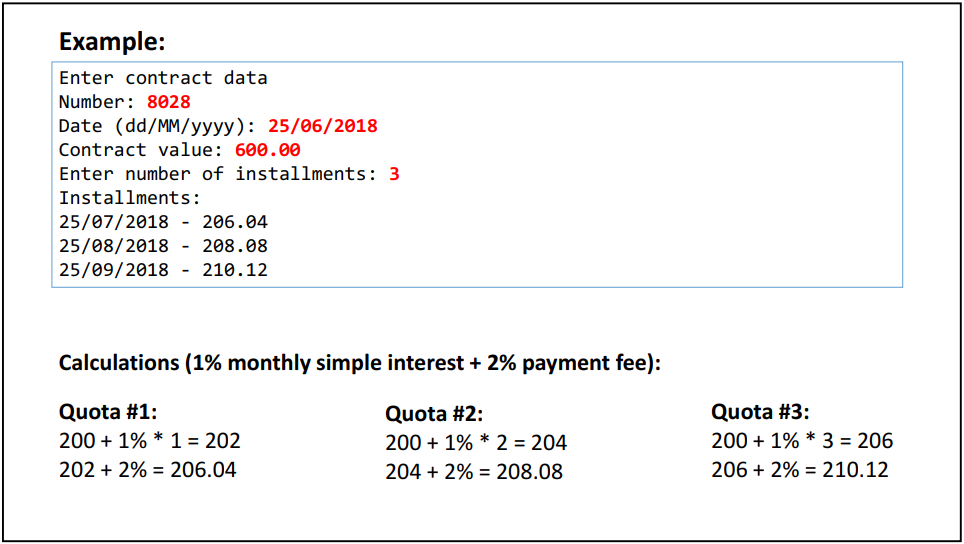 Example:
Enter contract data
Number: 8028
Date (dd/MM/yyyy): 25/06/2018
Contract value: 600.00
Enter number of installments: 3
Installments:
25/07/2018 - 206.04
25/08/2018 - 208.08
25/09/2018 - 210.12
Calculations (1% monthly simple interest + 2% payment fee):
Quota #1:
200 + 1% * 1 = 202
202 + 2% = 206.04
Quota #2:
200 + 1% * 2 = 204
204 + 2% = 208.08
Quota #3:
200 + 1% * 3 = 206
206 + 2% = 210.12